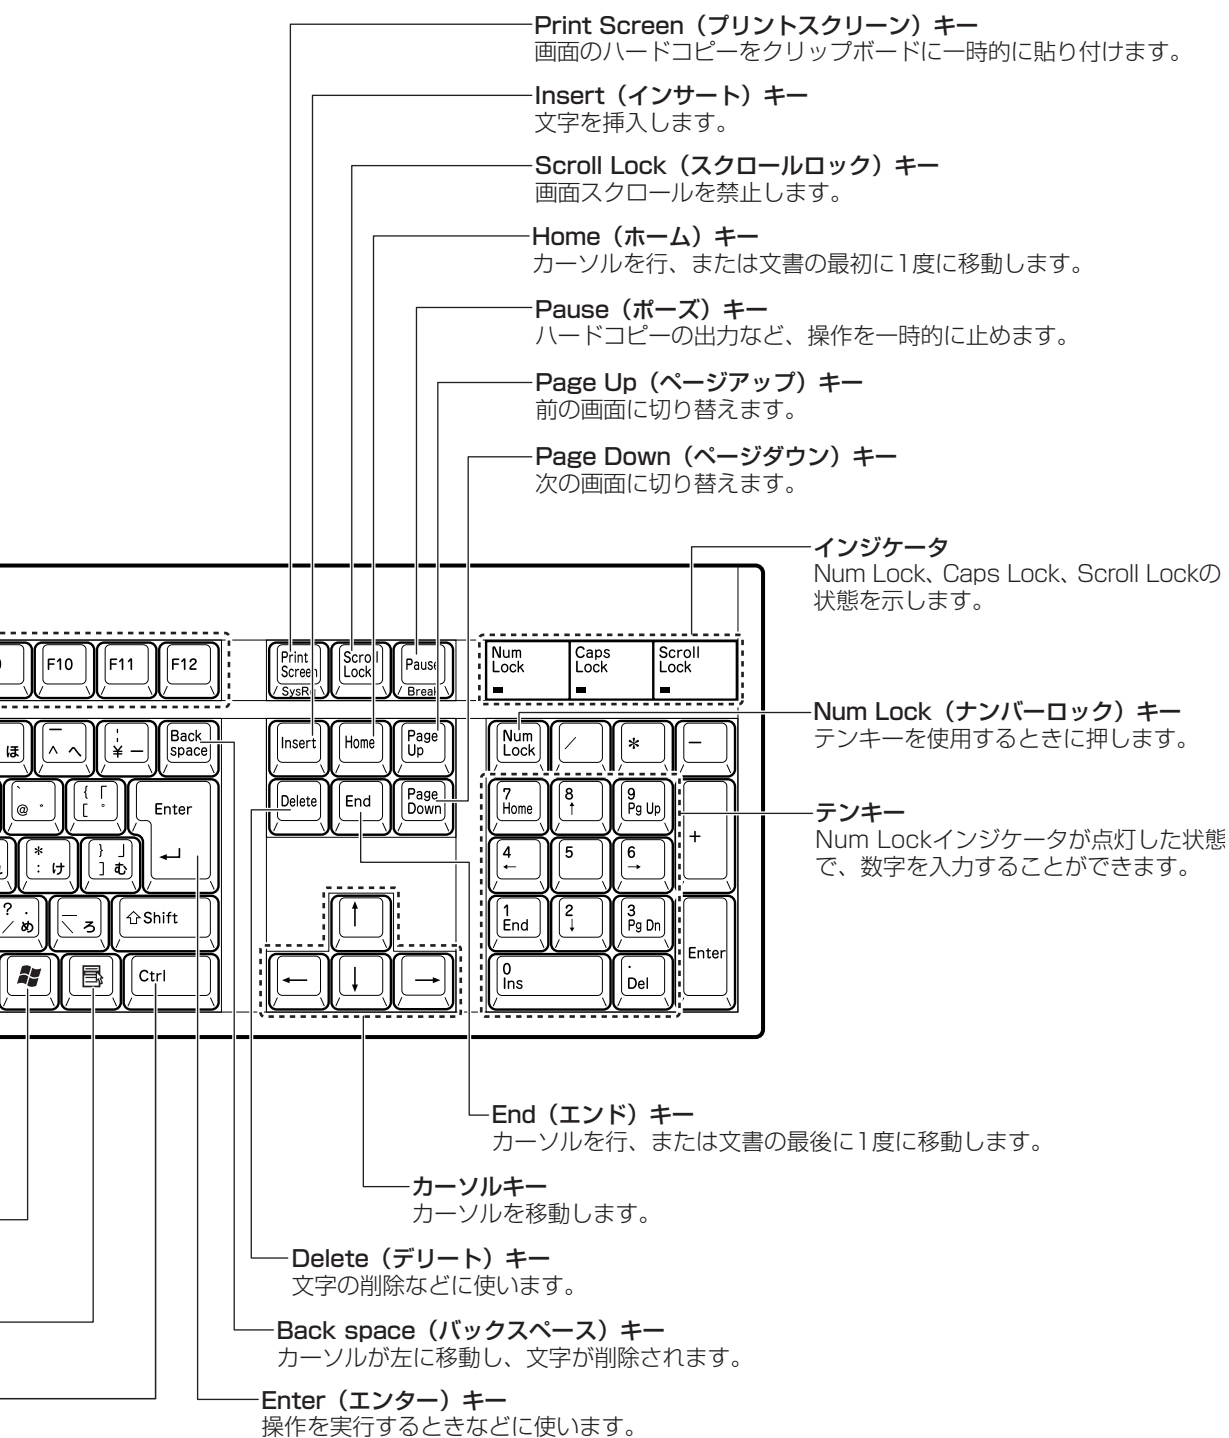 Print Screen（プリントスクリーン）キー
画面のハードコピーをクリップボードに一時的に貼り付けます。
Insert（インサート）キー
文字を挿入します。
Scroll Lock（スクロールロック）キー
画面スクロールを禁止します。
Home（ホーム）キー
カーソルを行、または文書の最初に1度に移動します。
Pause（ポーズ）キー
ハードコピーの出力など、操作を一時的に止めます。
Page Up（ページアップ）キー
前の画面に切り替えます。
Page Down（ページダウン）キー
次の画面に切り替えます。
インジケータ
Num Lock、Caps Lock、Scroll Lockの
状態を示します。
F10 F11 F12
Print Screen SysRq
Scroll Lock
Pause Break
Num Lock
Caps Lock
Scroll Lock
Num Lock（ナンバーロック）キー
テンキーを使用するときに押します。
ほ
￣ ^ へ
¦ ¥ ー
Back space
Insert Home
Page Up
Num Lock
/ * −
` @ ゛
{ 「 [ ゜
Enter
Delete End
Page Down
7 Home
8 ↑
9 Pg Up
+
テンキー
Num Lockインジケータが点灯した状態
で、数字を入力することができます。
* : け
} 」 ] む
↵
4 ←
5
6 →
? ・ / め
_ \ ろ
⇧Shift
↑
1 End
2 ↓
3 Pg Dn
Enter
Ctrl
← ↓ →
0 Ins
. Del
End（エンド）キー
カーソルを行、または文書の最後に1度に移動します。
カーソルキー
カーソルを移動します。
Delete（デリート）キー
文字の削除などに使います。
Back space（バックスペース）キー
カーソルが左に移動し、文字が削除されます。
Enter（エンター）キー
操作を実行するときなどに使います。